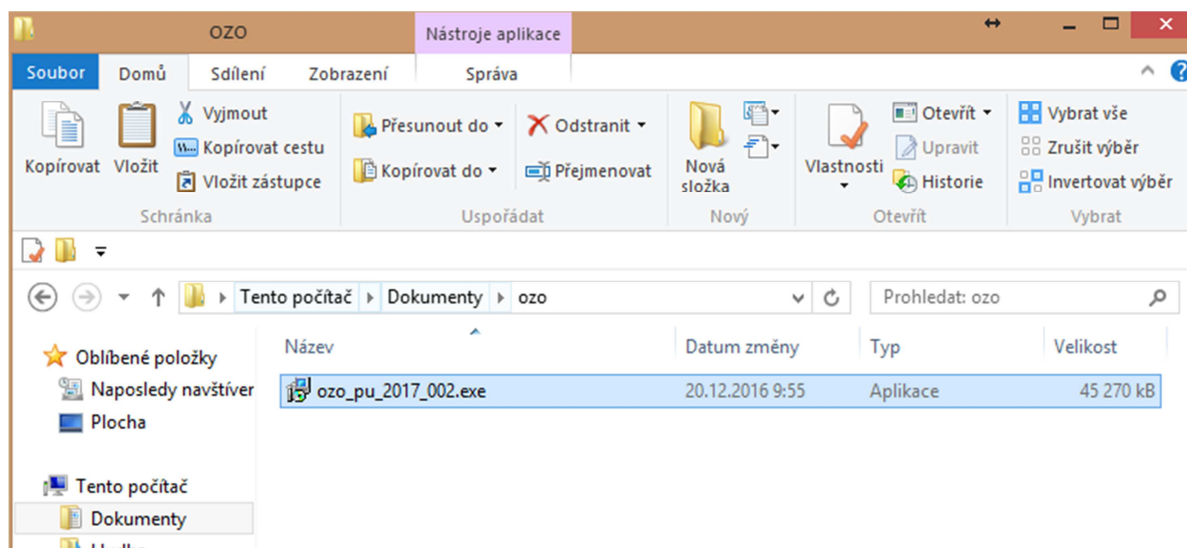 OZO
Nástroje aplikace
Soubor Domů Sdílení Zobrazení Správa
Kopírovat Vložit Vyjmout
Kopírovat cestu
Vložit zástupce
Schránka
Přesunout do Odstranit
Kopírovat do Přejmenovat
Uspořádat
Nová
složka
Nový
Vlastnosti Otevřít
Upravit
Historie
Otevřít
Vybrat vše
Zrušit výběr
Invertovat výběr
Vybrat
Tento počítač Dokumenty ozo
Prohledat: ozo
Oblíbené položky
Naposledy navštíver
Plocha
Tento počítač
Dokumenty
Název Datum změny Typ Velikost
ozo_pu_2017_002.exe 20.12.2016 9:55 Aplikace 45 270 kB